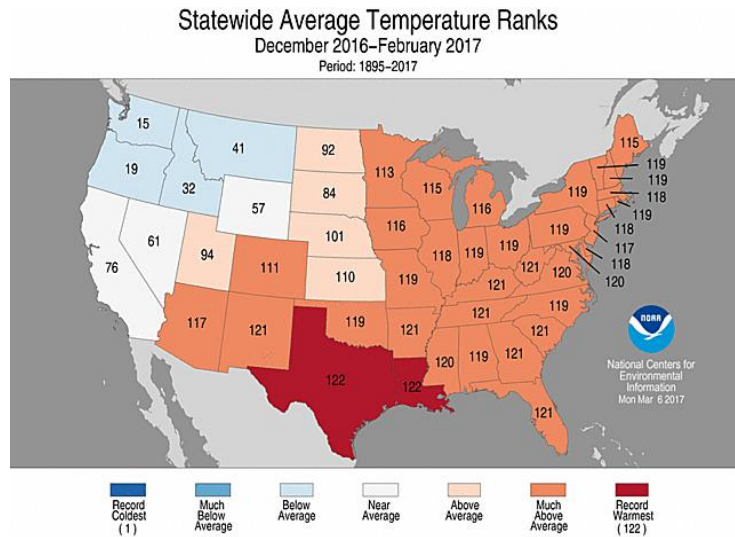 Statewide Average Temperature Ranks
December 2016–February 2017
Period: 1895–2017
15
41
92
113
115
19
32
57
84
115
116
119
119
119
118
119
118
117
118
120
76
61
94
111
101
116
118
119
119
119
110
119
121
121
120
117
121
119
121
121
119
121
120
119
121
122
122
121
NOAA
National Centers for
Environmental
Information
Mon Mar 6 2017
Record
Coldest
(1)
Much
Below
Average
Below
Average
Near
Average
Above
Average
Much
Above
Average
Record
Warmest
(122)